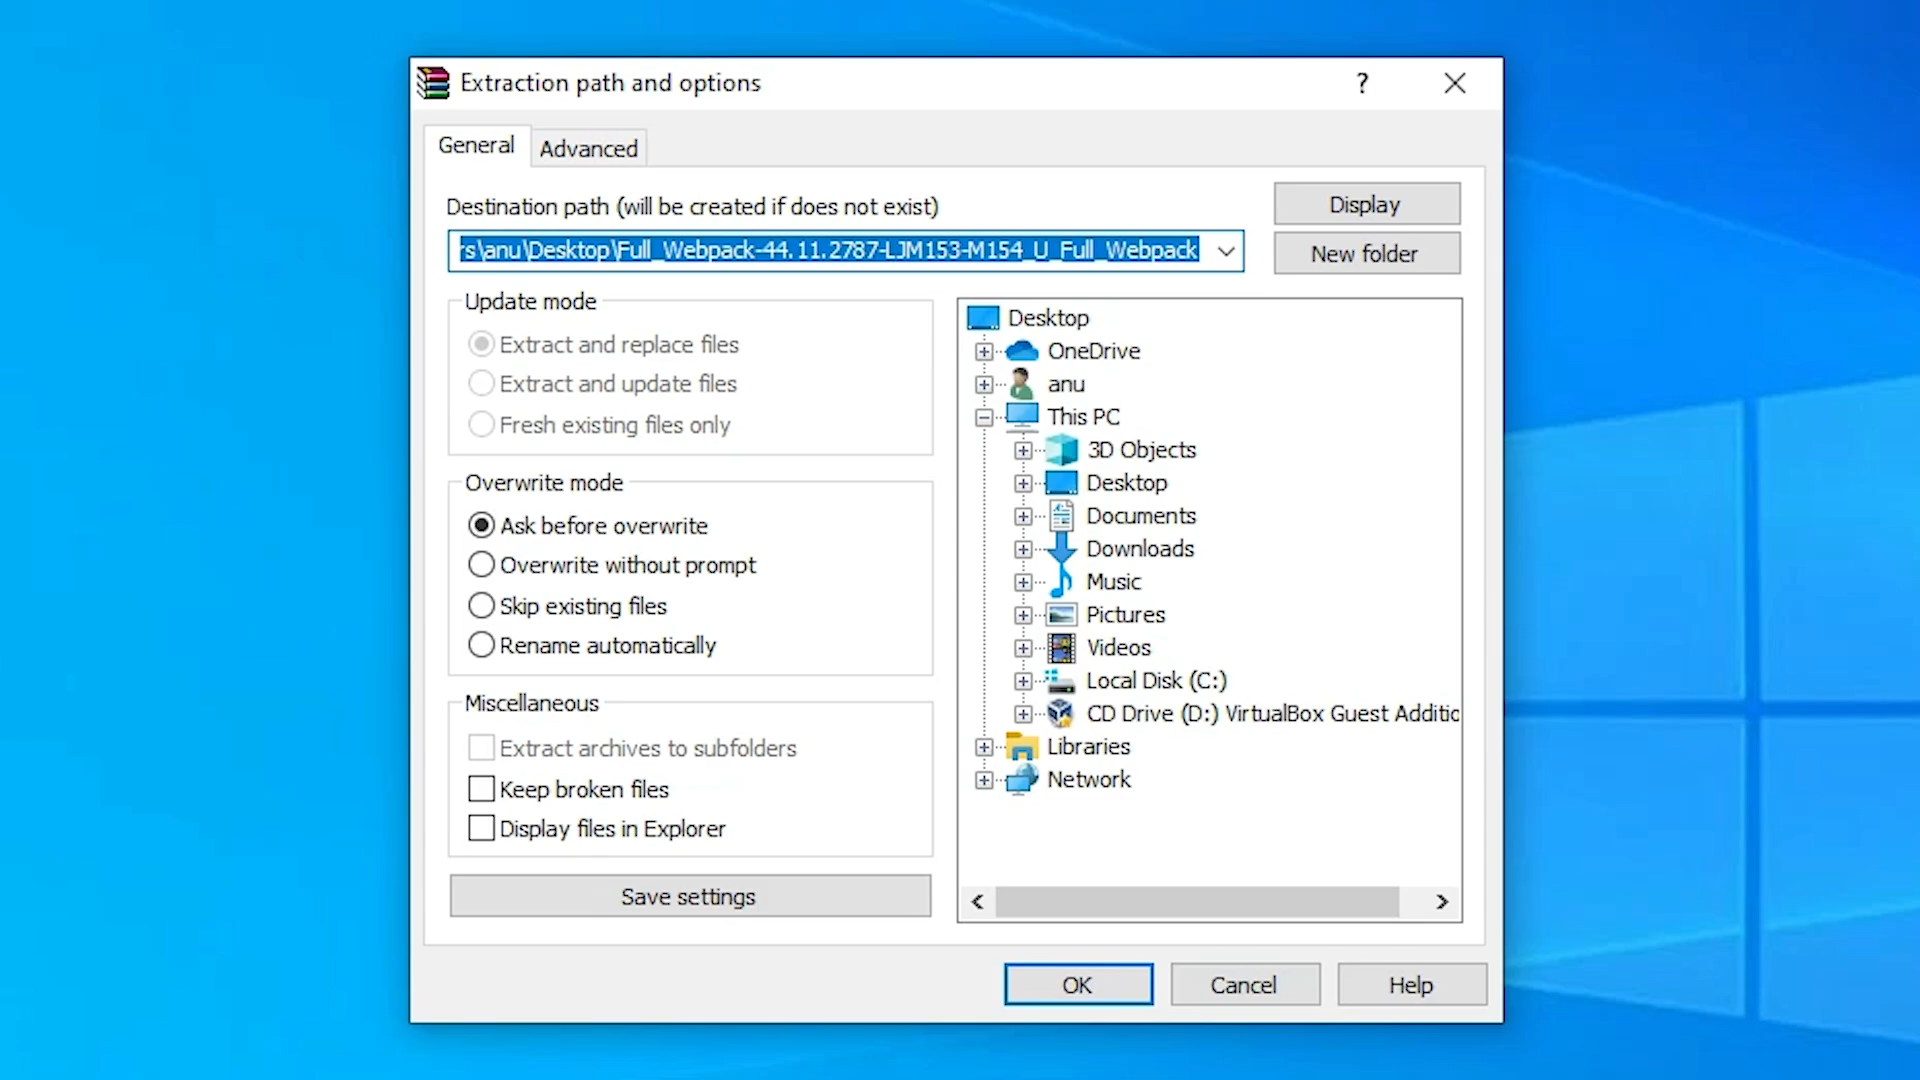 Extraction path and options
?
General
Advanced
Destination path (will be created if does not exist)
Display
rs\anu\Desktop\Full_Webpack-44.11.2787-LJM153-M154_U_Full_Webpack
New folder
Update mode
Extract and replace files
Extract and update files
Fresh existing files only
Overwrite mode
Ask before overwrite
Overwrite without prompt
Skip existing files
Rename automatically
Miscellaneous
Extract archives to subfolders
Keep broken files
Display files in Explorer
Save settings
Desktop
OneDrive
anu
This PC
3D Objects
Desktop
Documents
Downloads
Music
Pictures
Videos
Local Disk (C:)
CD Drive (D:) VirtualBox Guest Additic
Libraries
Network
OK
Cancel
Help